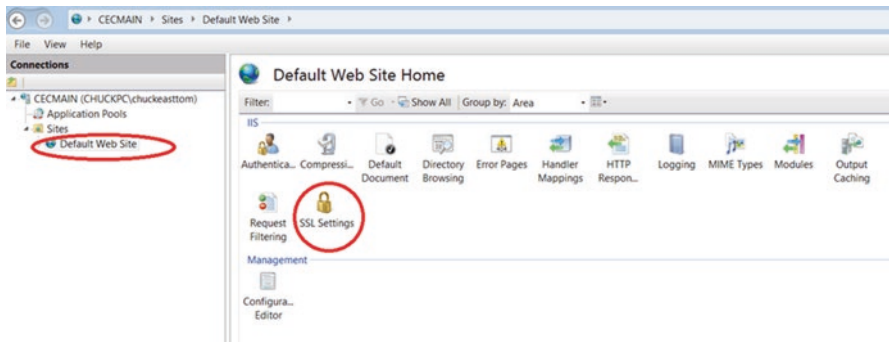 CECMAIN ▸ Sites ▸ Default Web Site ▸
File View Help
Connections
CECMAIN (CHUCKPC\chuckeasttom)
Application Pools
Sites
Default Web Site
Default Web Site Home
Filter: Go Show All Group by: Area
IIS
Authentica... Compressi... Default Document Directory Browsing Error Pages Handler Mappings HTTP Respon... Logging MIME Types Modules Output Caching
Request Filtering SSL Settings
Management
Configura... Editor